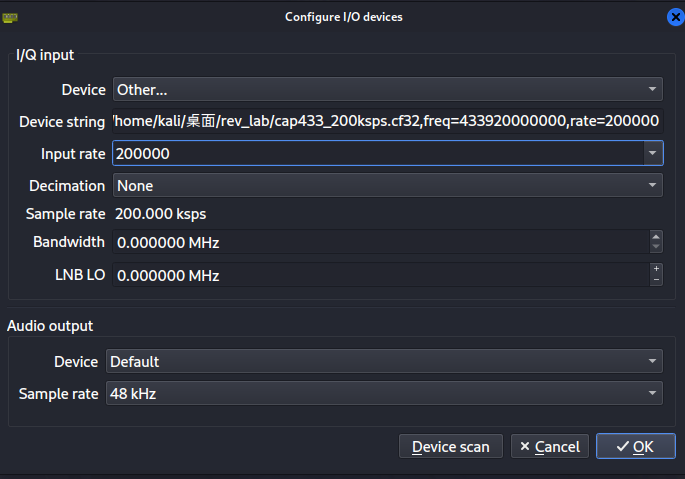 Configure I/O devices
I/Q input
Device Other...
Device string /home/kali/桌面/rev_lab/cap433_200ksps.cf32,freq=433920000000,rate=200000
Input rate 200000
Decimation None
Sample rate 200.000 ksps
Bandwidth 0.000000 MHz
LNB LO 0.000000 MHz
Audio output
Device Default
Sample rate 48 kHz
Device scan Cancel OK